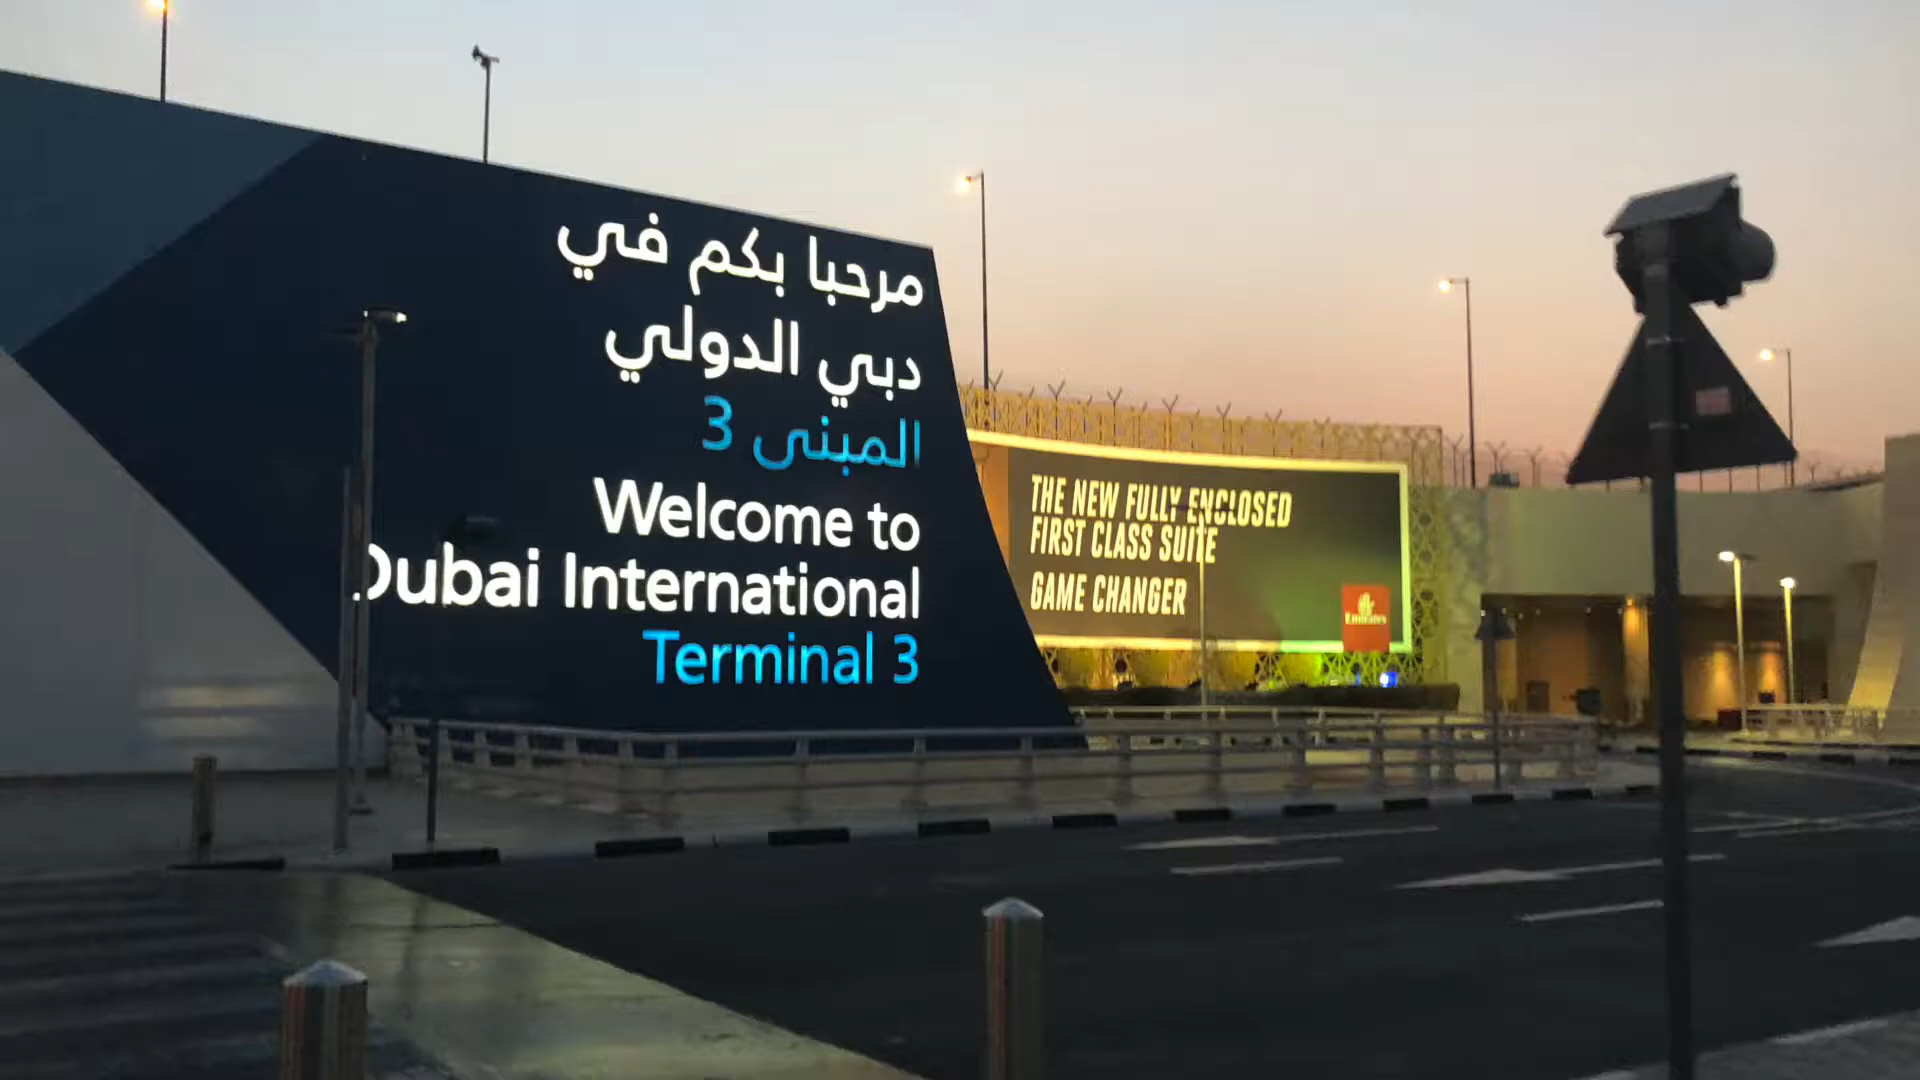 مرحبا بكم في
دبي الدولي
المبنى 3
Welcome to
Dubai International
Terminal 3
THE NEW FULLY ENCLOSED
FIRST CLASS SUITE
GAME CHANGER
Emirates